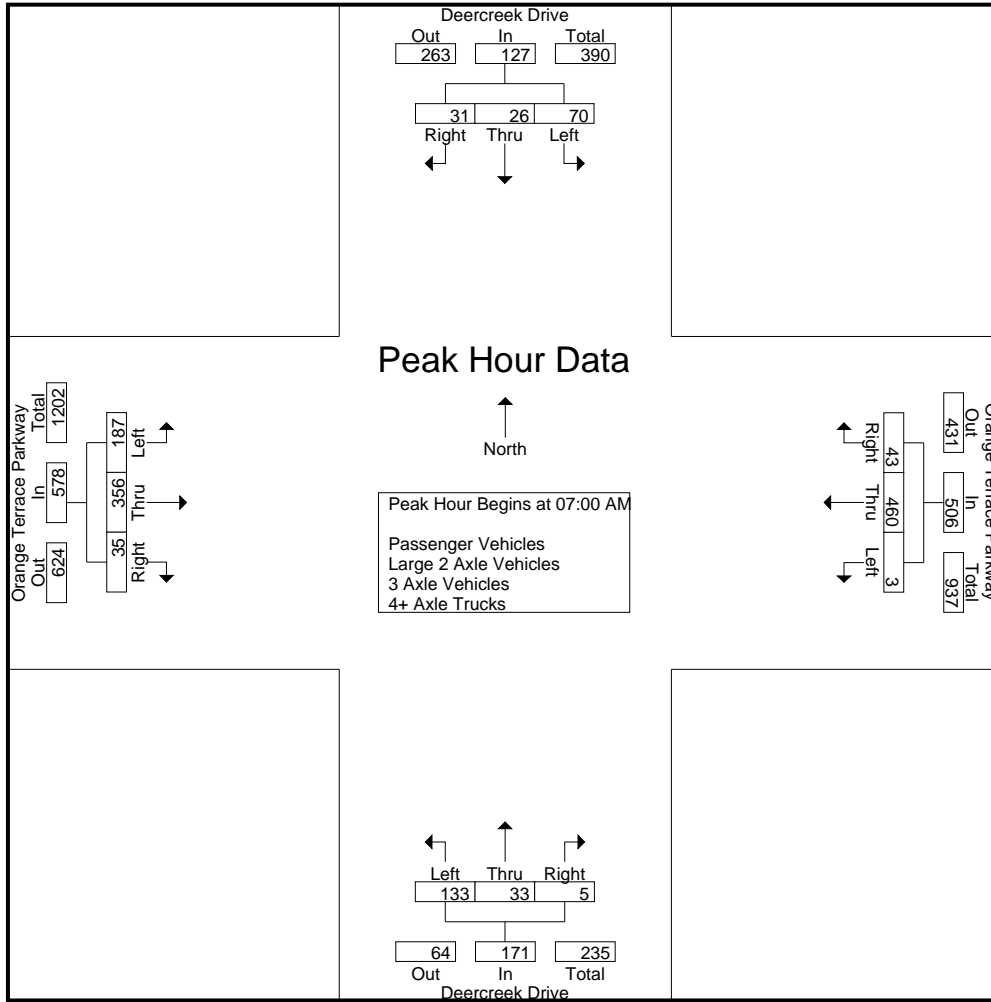 Deercreek Drive
Out In Total
263 127 390
31 26 70
Right Thru Left
Peak Hour Data
North
Peak Hour Begins at 07:00 AM
Passenger Vehicles
Large 2 Axle Vehicles
3 Axle Vehicles
4+ Axle Trucks
Orange Terrace Parkway
Out In Total
624 578 1202
35 356 187
Right Thru Left
Orange Terrace Parkway
Out In Total
431 506 937
43 460 3
Right Thru Left
Left Thru Right
133 33 5
64 171 235
Out In Total
Deercreek Drive